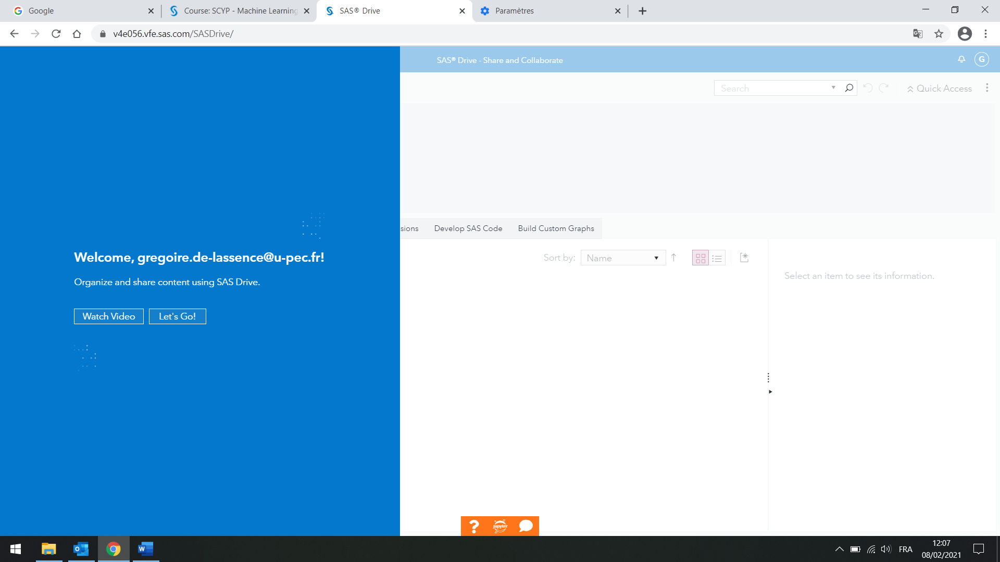 Google
Course: SCYP - Machine Learning
SAS® Drive
Paramètres
v4e056.vfe.sas.com/SASDrive/
SAS® Drive - Share and Collaborate
G
Search
Quick Access
sions
Develop SAS Code
Build Custom Graphs
Sort by:
Name
Select an item to see its information.
Welcome, gregoire.de-lassence@u-pec.fr!
Organize and share content using SAS Drive.
Watch Video
Let's Go!
? jupyter
FRA
12:07
08/02/2021